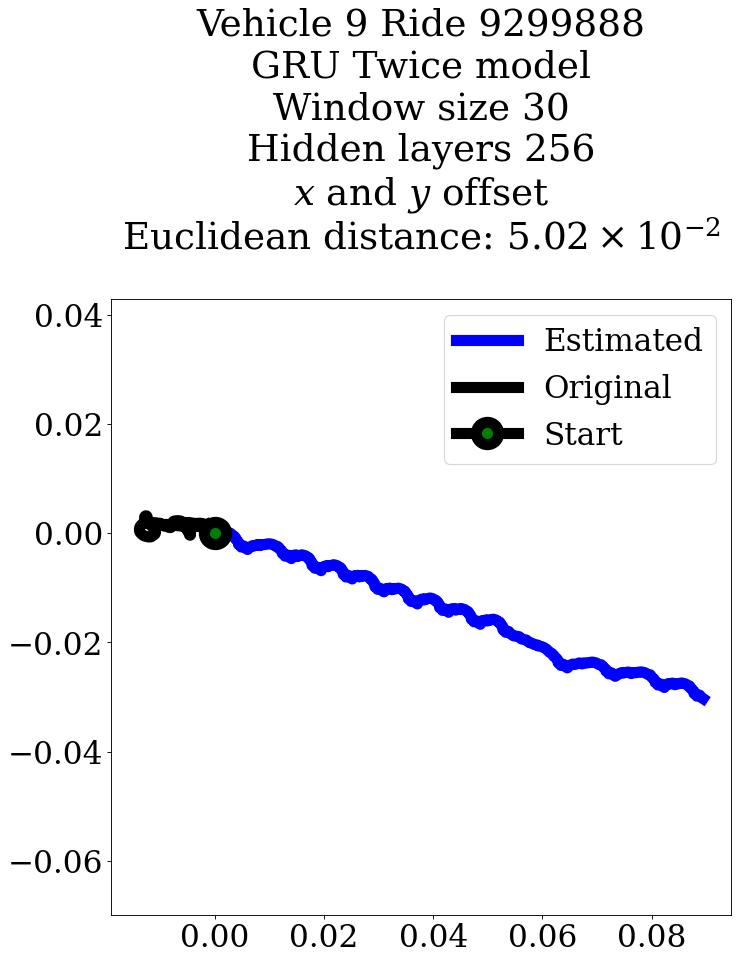 Vehicle 9 Ride 9299888
GRU Twice model
Window size 30
Hidden layers 256
x and y offset
Euclidean distance: 5.02 × 10⁻²
Estimated
Original
Start
0.04
0.02
0.00
−0.02
−0.04
−0.06
0.00 0.02 0.04 0.06 0.08